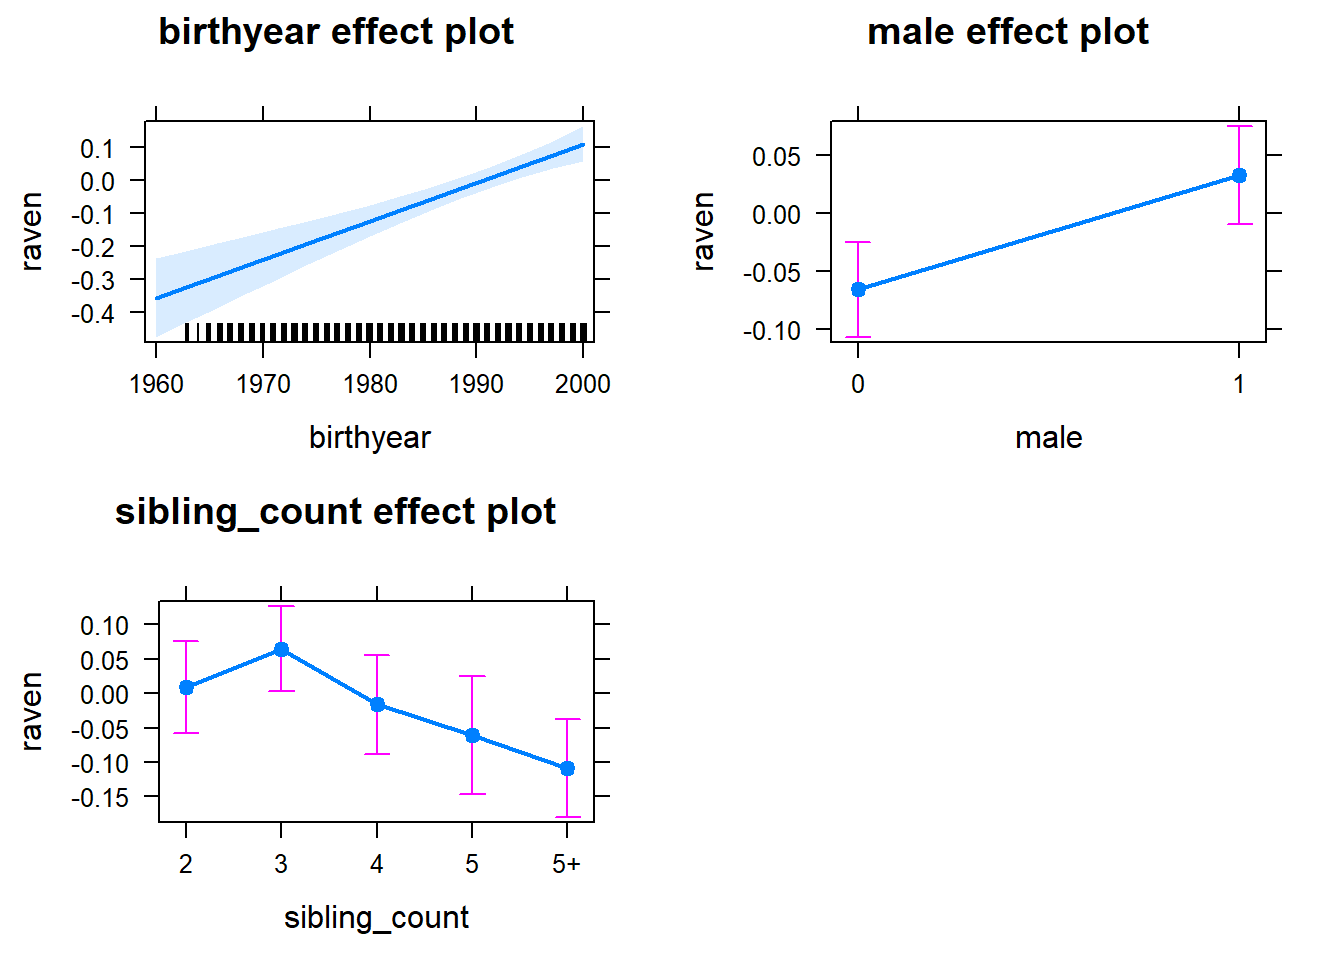 birthyear effect plot
raven
0.1
0.0
-0.1
-0.2
-0.3
-0.4
1960 1970 1980 1990 2000
birthyear
male effect plot
raven
0.05
0.00
-0.05
-0.10
0 1
male
sibling_count effect plot
raven
0.10
0.05
0.00
-0.05
-0.10
-0.15
2 3 4 5 5+
sibling_count